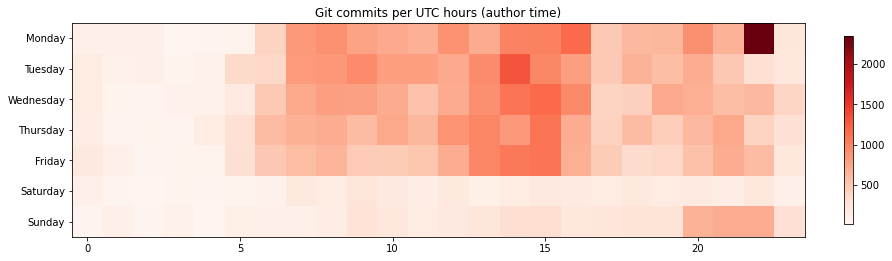 Git commits per UTC hours (author time)
Monday
Tuesday
Wednesday
Thursday
Friday
Saturday
Sunday
0 5 10 15 20
2000
1500
1000
500